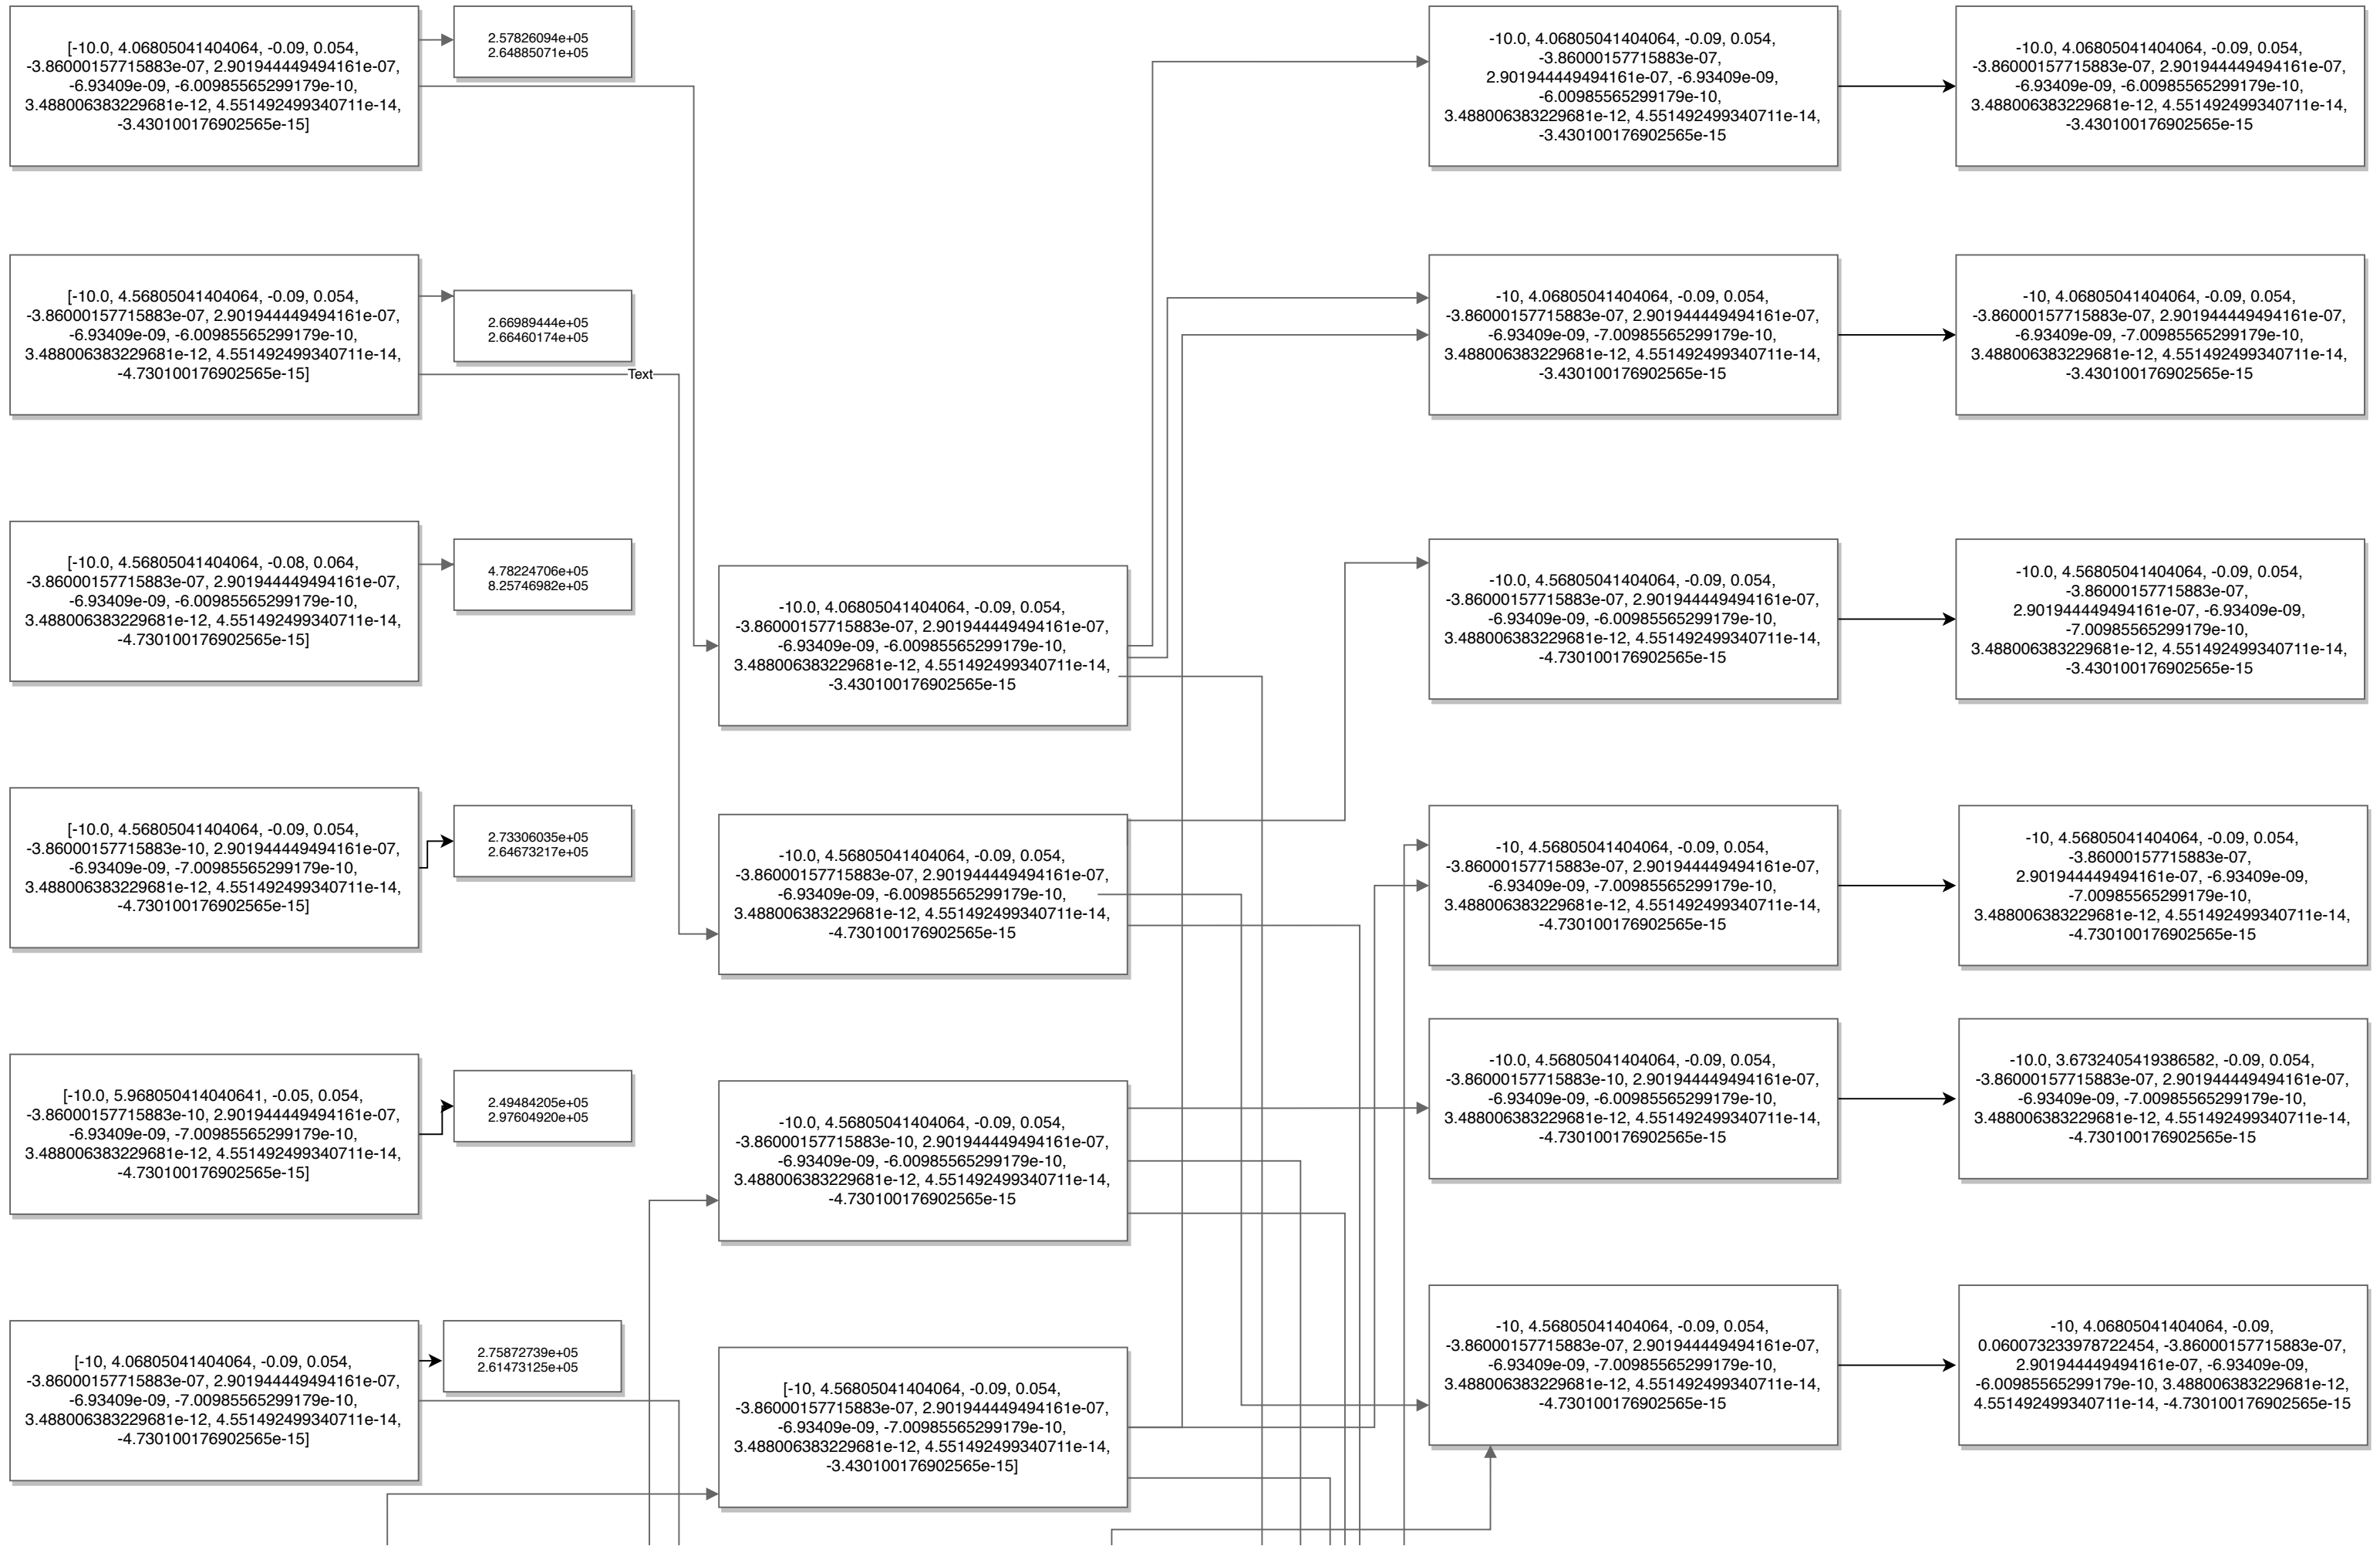 [-10.0, 4.06805041404064, -0.09, 0.054,
-3.86000157715883e-07, 2.901944449494161e-07,
-6.93409e-09, -6.00985565299179e-10,
3.488006383229681e-12, 4.551492499340711e-14,
-3.430100176902565e-15]
2.57826094e+05
2.64885071e+05
-10.0, 4.06805041404064, -0.09, 0.054,
-3.86000157715883e-07,
2.901944449494161e-07, -6.93409e-09,
-6.00985565299179e-10,
3.488006383229681e-12, 4.551492499340711e-14,
-3.430100176902565e-15
-10.0, 4.06805041404064, -0.09, 0.054,
-3.86000157715883e-07, 2.901944449494161e-07,
-6.93409e-09, -6.00985565299179e-10,
3.488006383229681e-12, 4.551492499340711e-14,
-3.430100176902565e-15
[-10.0, 4.56805041404064, -0.09, 0.054,
-3.86000157715883e-07, 2.901944449494161e-07,
-6.93409e-09, -6.00985565299179e-10,
3.488006383229681e-12, 4.551492499340711e-14,
-4.730100176902565e-15]
2.66989444e+05
2.66460174e+05
Text
-10, 4.06805041404064, -0.09, 0.054,
-3.86000157715883e-07, 2.901944449494161e-07,
-6.93409e-09, -7.00985565299179e-10,
3.488006383229681e-12, 4.551492499340711e-14,
-3.430100176902565e-15
-10, 4.06805041404064, -0.09, 0.054,
-3.86000157715883e-07, 2.901944449494161e-07,
-6.93409e-09, -7.00985565299179e-10,
3.488006383229681e-12, 4.551492499340711e-14,
-3.430100176902565e-15
[-10.0, 4.56805041404064, -0.08, 0.064,
-3.86000157715883e-07, 2.901944449494161e-07,
-6.93409e-09, -6.00985565299179e-10,
3.488006383229681e-12, 4.551492499340711e-14,
-4.730100176902565e-15]
4.78224706e+05
8.25746982e+05
-10.0, 4.06805041404064, -0.09, 0.054,
-3.86000157715883e-07, 2.901944449494161e-07,
-6.93409e-09, -6.00985565299179e-10,
3.488006383229681e-12, 4.551492499340711e-14,
-3.430100176902565e-15
-10.0, 4.56805041404064, -0.09, 0.054,
-3.86000157715883e-07, 2.901944449494161e-07,
-6.93409e-09, -6.00985565299179e-10,
3.488006383229681e-12, 4.551492499340711e-14,
-4.730100176902565e-15
-10.0, 4.56805041404064, -0.09, 0.054,
-3.86000157715883e-07,
2.901944449494161e-07, -6.93409e-09,
-7.00985565299179e-10,
3.488006383229681e-12, 4.551492499340711e-14,
-3.430100176902565e-15
[-10.0, 4.56805041404064, -0.09, 0.054,
-3.86000157715883e-10, 2.901944449494161e-07,
-6.93409e-09, -7.00985565299179e-10,
3.488006383229681e-12, 4.551492499340711e-14,
-4.730100176902565e-15]
2.73306035e+05
2.64673217e+05
-10.0, 4.56805041404064, -0.09, 0.054,
-3.86000157715883e-07, 2.901944449494161e-07,
-6.93409e-09, -6.00985565299179e-10,
3.488006383229681e-12, 4.551492499340711e-14,
-4.730100176902565e-15
-10, 4.56805041404064, -0.09, 0.054,
-3.86000157715883e-07, 2.901944449494161e-07,
-6.93409e-09, -7.00985565299179e-10,
3.488006383229681e-12, 4.551492499340711e-14,
-4.730100176902565e-15
-10, 4.56805041404064, -0.09, 0.054,
-3.86000157715883e-07,
2.901944449494161e-07, -6.93409e-09,
-7.00985565299179e-10,
3.488006383229681e-12, 4.551492499340711e-14,
-4.730100176902565e-15
[-10.0, 5.968050414040641, -0.05, 0.054,
-3.86000157715883e-10, 2.901944449494161e-07,
-6.93409e-09, -7.00985565299179e-10,
3.488006383229681e-12, 4.551492499340711e-14,
-4.730100176902565e-15]
2.49484205e+05
2.97604920e+05
-10.0, 4.56805041404064, -0.09, 0.054,
-3.86000157715883e-10, 2.901944449494161e-07,
-6.93409e-09, -6.00985565299179e-10,
3.488006383229681e-12, 4.551492499340711e-14,
-4.730100176902565e-15
-10.0, 4.56805041404064, -0.09, 0.054,
-3.86000157715883e-10, 2.901944449494161e-07,
-6.93409e-09, -6.00985565299179e-10,
3.488006383229681e-12, 4.551492499340711e-14,
-4.730100176902565e-15
-10.0, 3.6732405419386582, -0.09, 0.054,
-3.86000157715883e-07, 2.901944449494161e-07,
-6.93409e-09, -7.00985565299179e-10,
3.488006383229681e-12, 4.551492499340711e-14,
-4.730100176902565e-15
[-10, 4.06805041404064, -0.09, 0.054,
-3.86000157715883e-07, 2.901944449494161e-07,
-6.93409e-09, -7.00985565299179e-10,
3.488006383229681e-12, 4.551492499340711e-14,
-4.730100176902565e-15]
2.75872739e+05
2.61473125e+05
[-10, 4.56805041404064, -0.09, 0.054,
-3.86000157715883e-07, 2.901944449494161e-07,
-6.93409e-09, -7.00985565299179e-10,
3.488006383229681e-12, 4.551492499340711e-14,
-3.430100176902565e-15]
-10, 4.56805041404064, -0.09, 0.054,
-3.86000157715883e-07, 2.901944449494161e-07,
-6.93409e-09, -7.00985565299179e-10,
3.488006383229681e-12, 4.551492499340711e-14,
-4.730100176902565e-15
-10, 4.06805041404064, -0.09,
0.060073233978722454, -3.86000157715883e-07,
2.901944449494161e-07, -6.93409e-09,
-6.00985565299179e-10, 3.488006383229681e-12,
4.551492499340711e-14, -4.730100176902565e-15